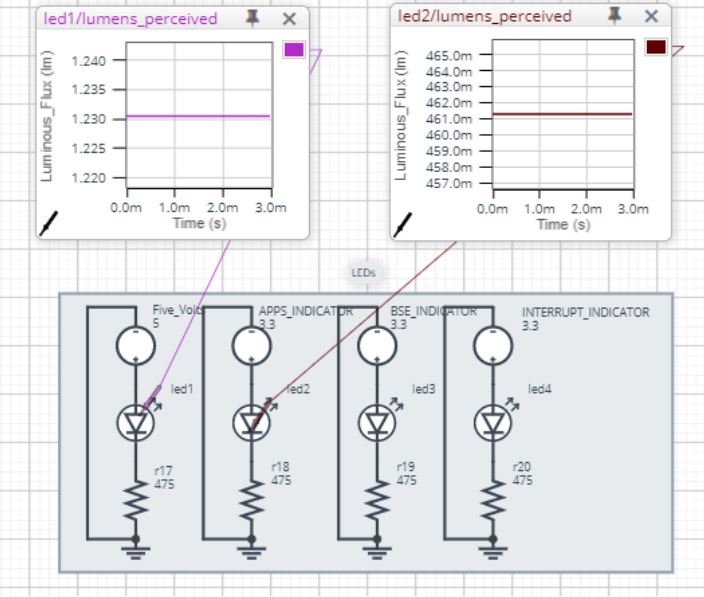 led1/lumens_perceived
Luminous_Flux (lm)
1.240
1.235
1.230
1.225
1.220
0.0m 1.0m 2.0m 3.0m
Time (s)
led2/lumens_perceived
Luminous_Flux (lm)
465.0m
464.0m
463.0m
462.0m
461.0m
460.0m
459.0m
458.0m
457.0m
0.0m 1.0m 2.0m 3.0m
Time (s)
LEDs
Five_Volts
5
APPS_INDICATOR
3.3
BSE_INDICATOR
3.3
INTERRUPT_INDICATOR
3.3
led1
led2
led3
led4
r17
475
r18
475
r19
475
r20
475